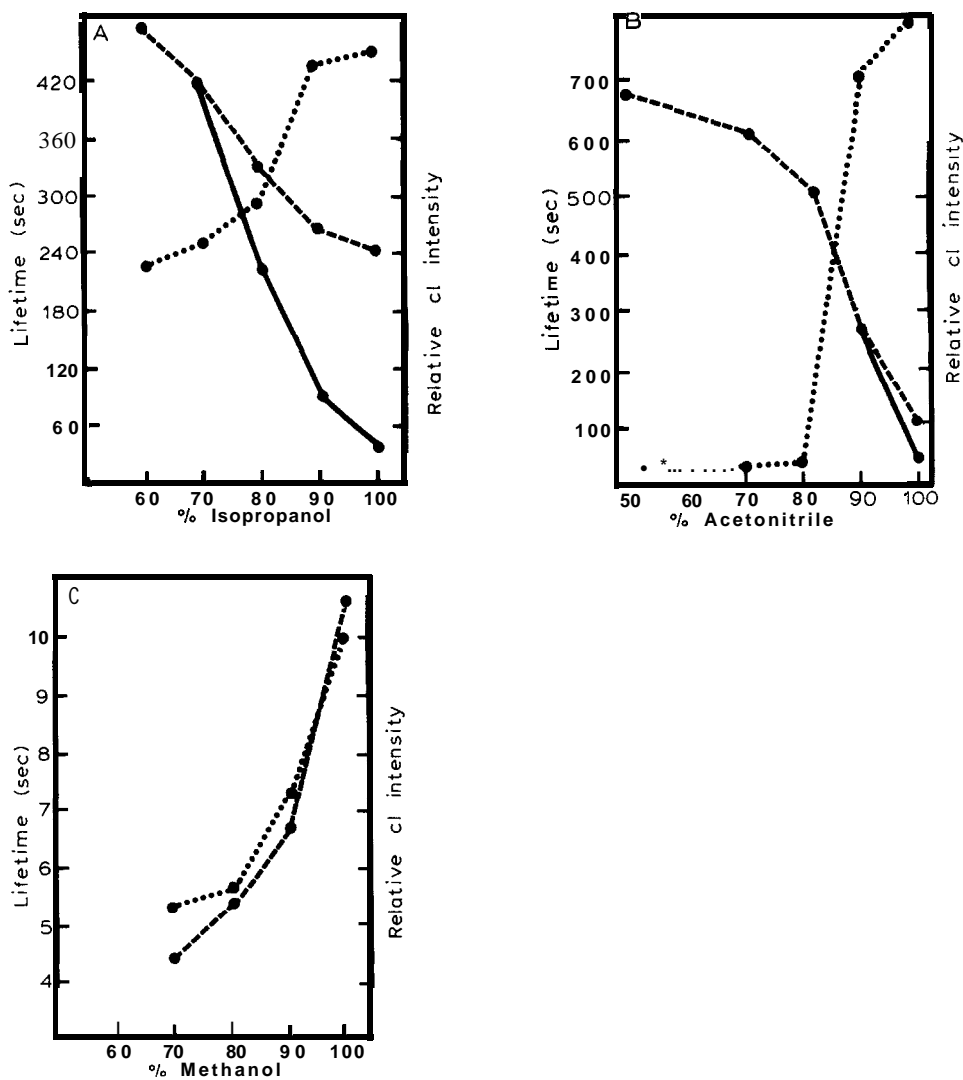 A
420
360
300
240
180
120
60
Lifetime (sec)
Relative cl intensity
60 70 80 90 100
% Isopropanol
B
700
600
500
400
300
200
100
Lifetime (sec)
Relative cl intensity
50 60 70 80 90 100
% Acetonitrile
C
10
9
8
7
6
5
4
Lifetime (sec)
Relative cl intensity
60 70 80 90 100
% Methanol